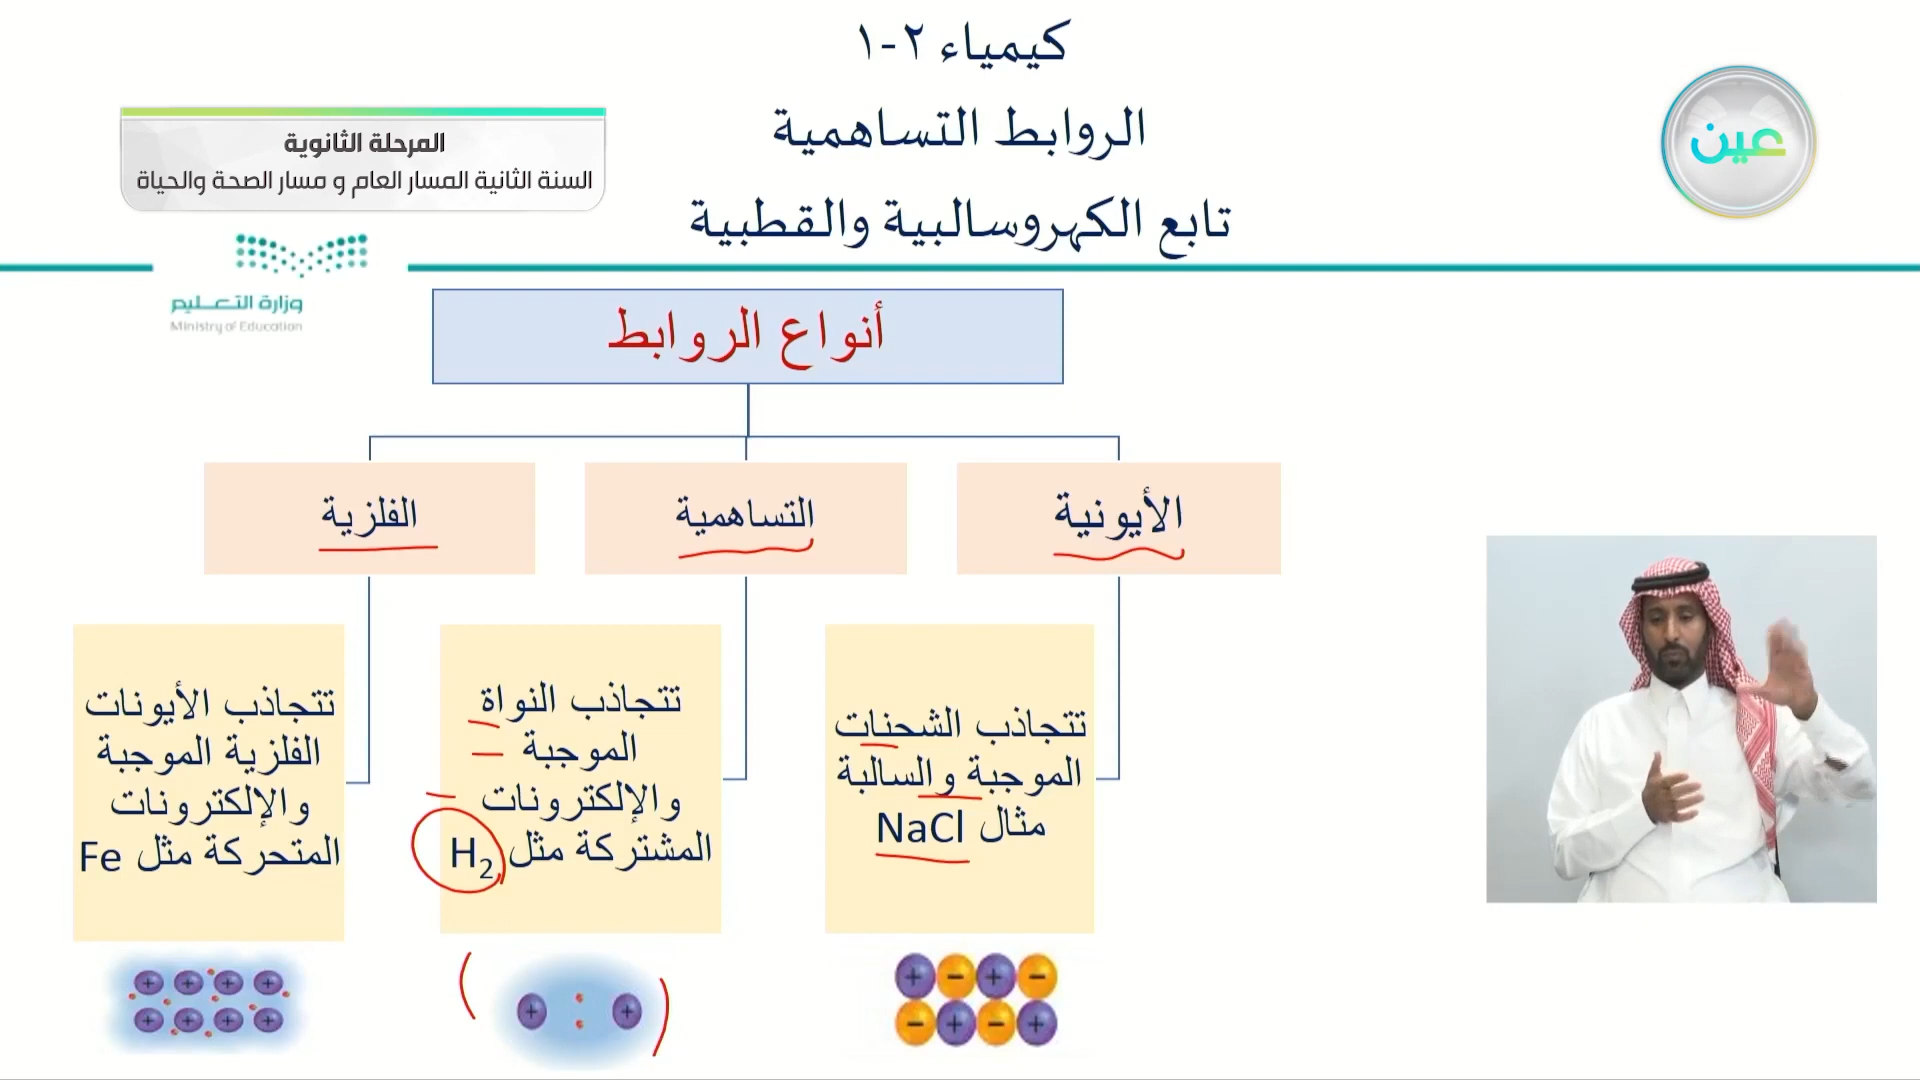 كيمياء ٢-١
الروابط التساهمية
تابع الكهروسالبية والقطبية
عين
المرحلة الثانوية
السنة الثانية المسار العام و مسار الصحة والحياة
وزارة التعليم
Ministry of Education
أنواع الروابط
الأيونية
التساهمية
الفلزية
تتجاذب الشحنات
الموجبة والسالبة
مثال NaCl
تتجاذب النواة
الموجبة
والإلكترونات
المشتركة مثل H₂
تتجاذب الأيونات
الفلزية الموجبة
والإلكترونات
المتحركة مثل Fe
+ − + −
− + − +
+ +
+ + + +
+ + + +